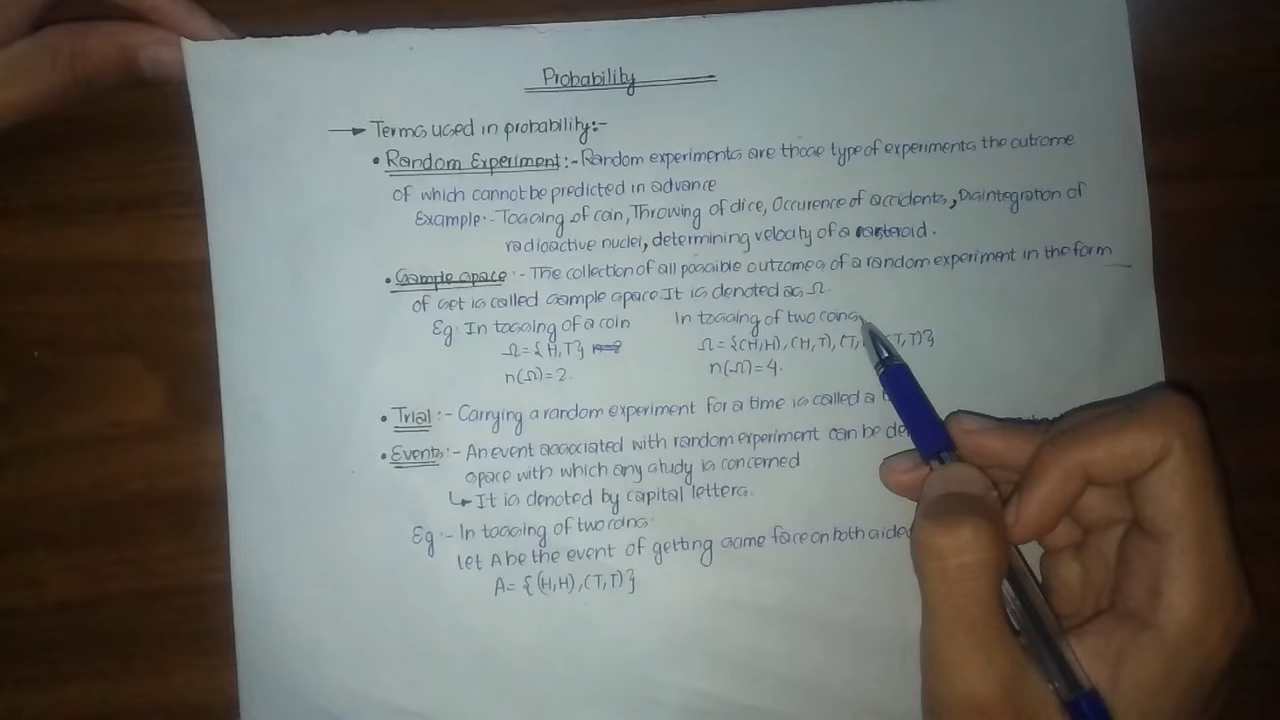 Probability
→ Terms used in probability:-
• Random Experiment:- Random experiments are those type of experiments the outcome
of which cannot be predicted in advance
Example:- Tossing of coin, Throwing of dice, Occurence of accidents, Disintegration of
radioactive nuclei, determining velocity of a asteroid.
• Sample space:- The collection of all possible outcomes of a random experiment in the form
of set is called sample space. It is denoted as Ω.
Eg: In tossing of a coin
Ω = {H,T}
n(Ω)=2.
In tossing of two coins
Ω = {(H,H), (H,T), (T, T,T)}
n(Ω)=4.
• Trial:- Carrying a random experiment for a time is called a
• Events:- An event associated with random experiment can be
space with which any study is concerned
↳ It is denoted by capital letters.
Eg:- In tossing of two coins.
Let A be the event of getting same face on both sided
A= {(H,H),(T,T)}